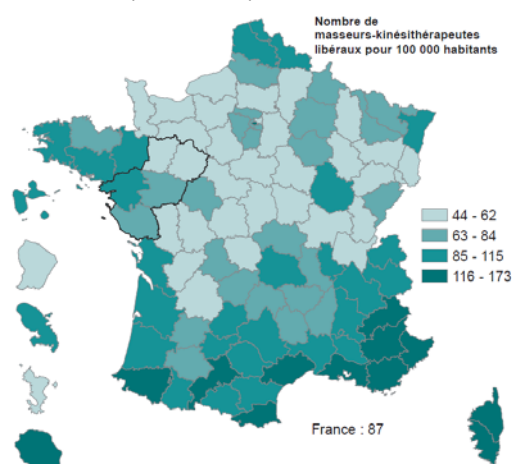 Nombre de
masseurs-kinésithérapeutes
libéraux pour 100 000 habitants
44 - 62
63 - 84
85 - 115
116 - 173
France : 87